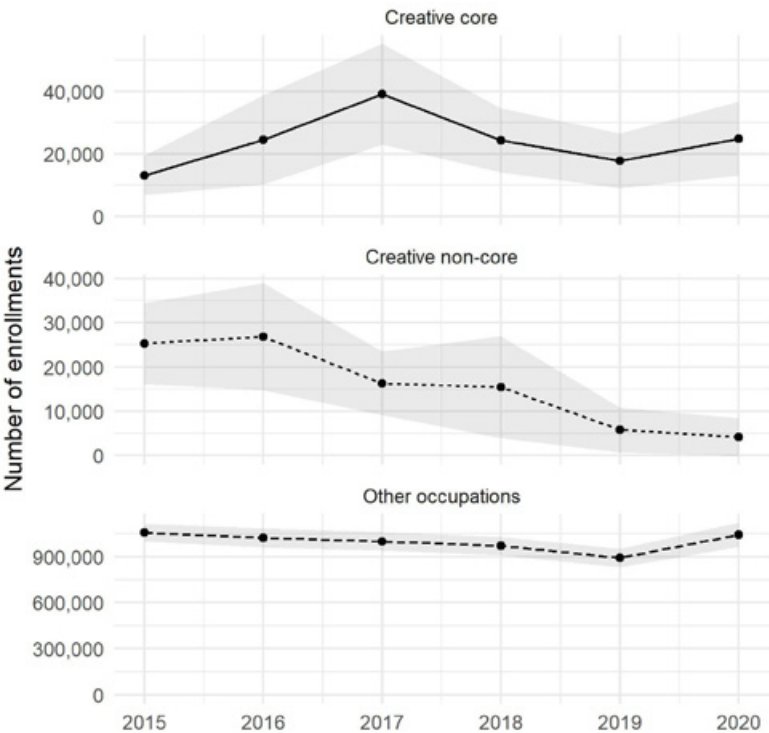 Creative core
40,000
20,000
0
Number of enrollments
Creative non-core
40,000
30,000
20,000
10,000
0
Other occupations
900,000
600,000
300,000
0
2015 2016 2017 2018 2019 2020